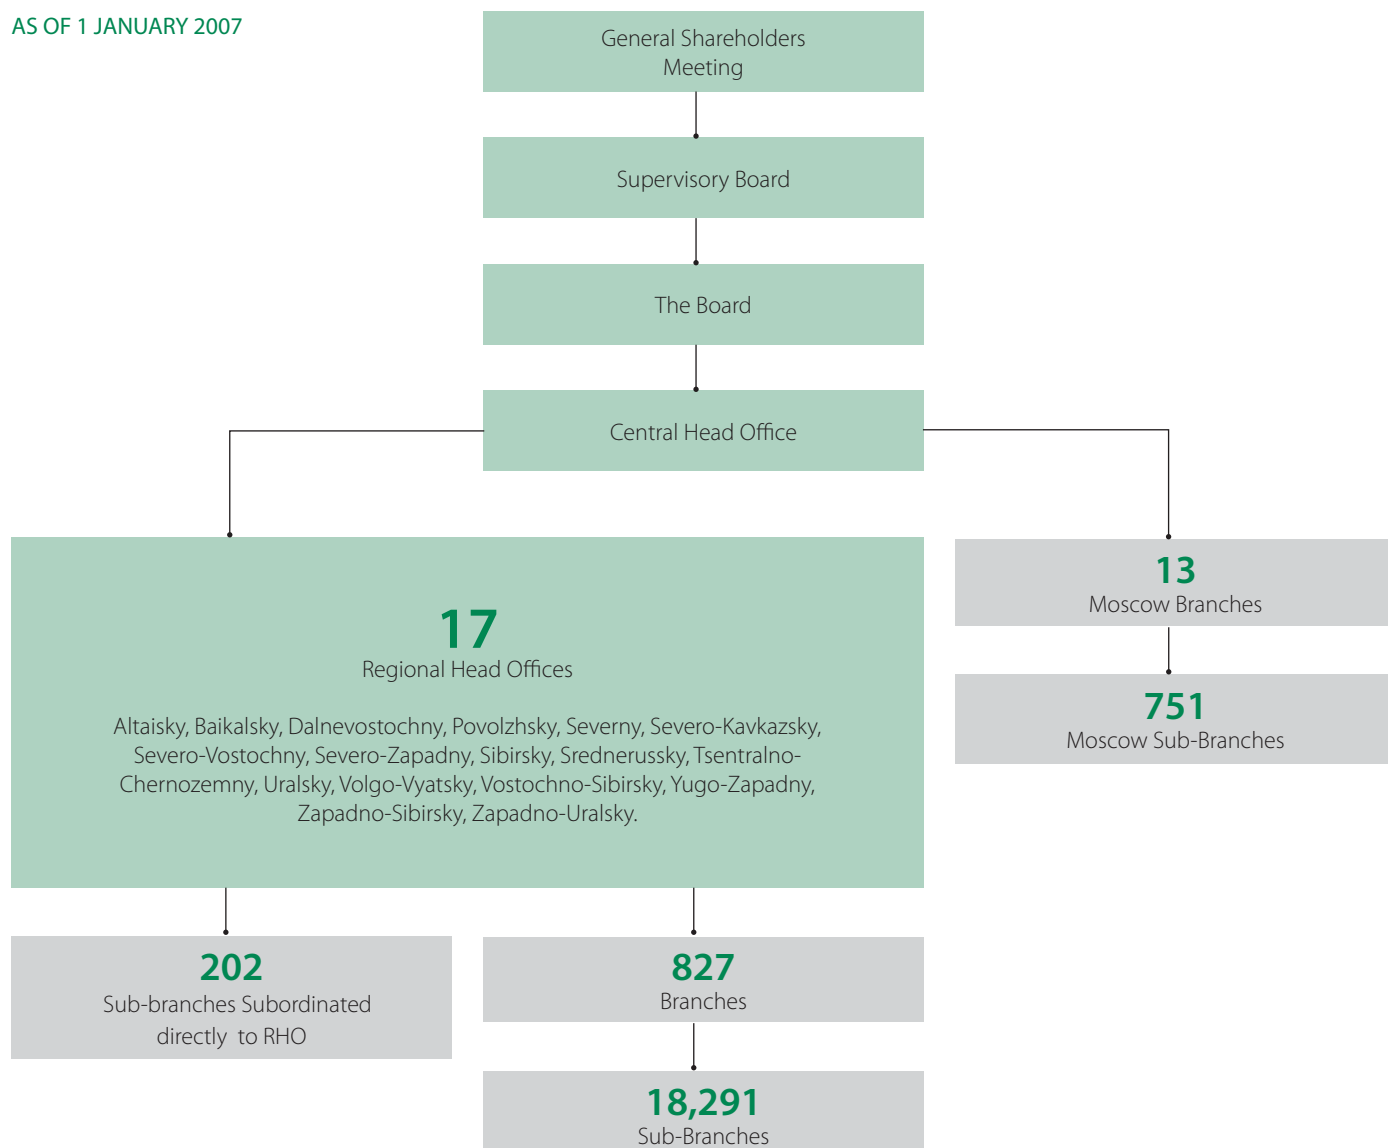 AS OF 1 JANUARY 2007
General Shareholders
Meeting
Supervisory Board
The Board
Central Head Office
17
Regional Head Offices
Altaisky, Baikalsky, Dalnevostochny, Povolzhsky, Severny, Severo-Kavkazsky,
Severo-Vostochny, Severo-Zapadny, Sibirsky, Srednerussky, Tsentralno-
Chernozemny, Uralsky, Volgo-Vyatsky, Vostochno-Sibirsky, Yugo-Zapadny,
Zapadno-Sibirsky, Zapadno-Uralsky.
13
Moscow Branches
751
Moscow Sub-Branches
202
Sub-branches Subordinated
directly to RHO
827
Branches
18,291
Sub-Branches